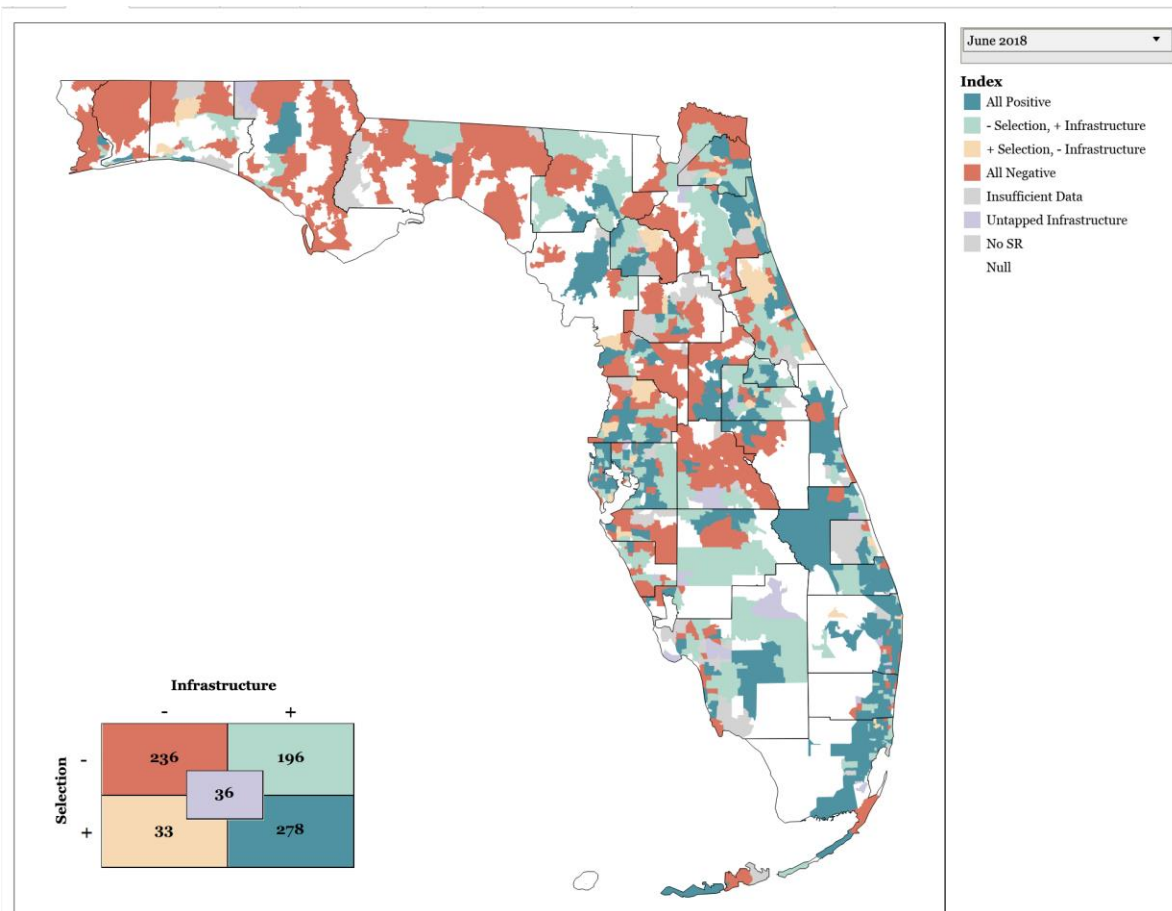 June 2018
Index
All Positive
- Selection, + Infrastructure
+ Selection, - Infrastructure
All Negative
Insufficient Data
Untapped Infrastructure
No SR
Null
Infrastructure
- +
Selection
- 236 196
36
+ 33 278